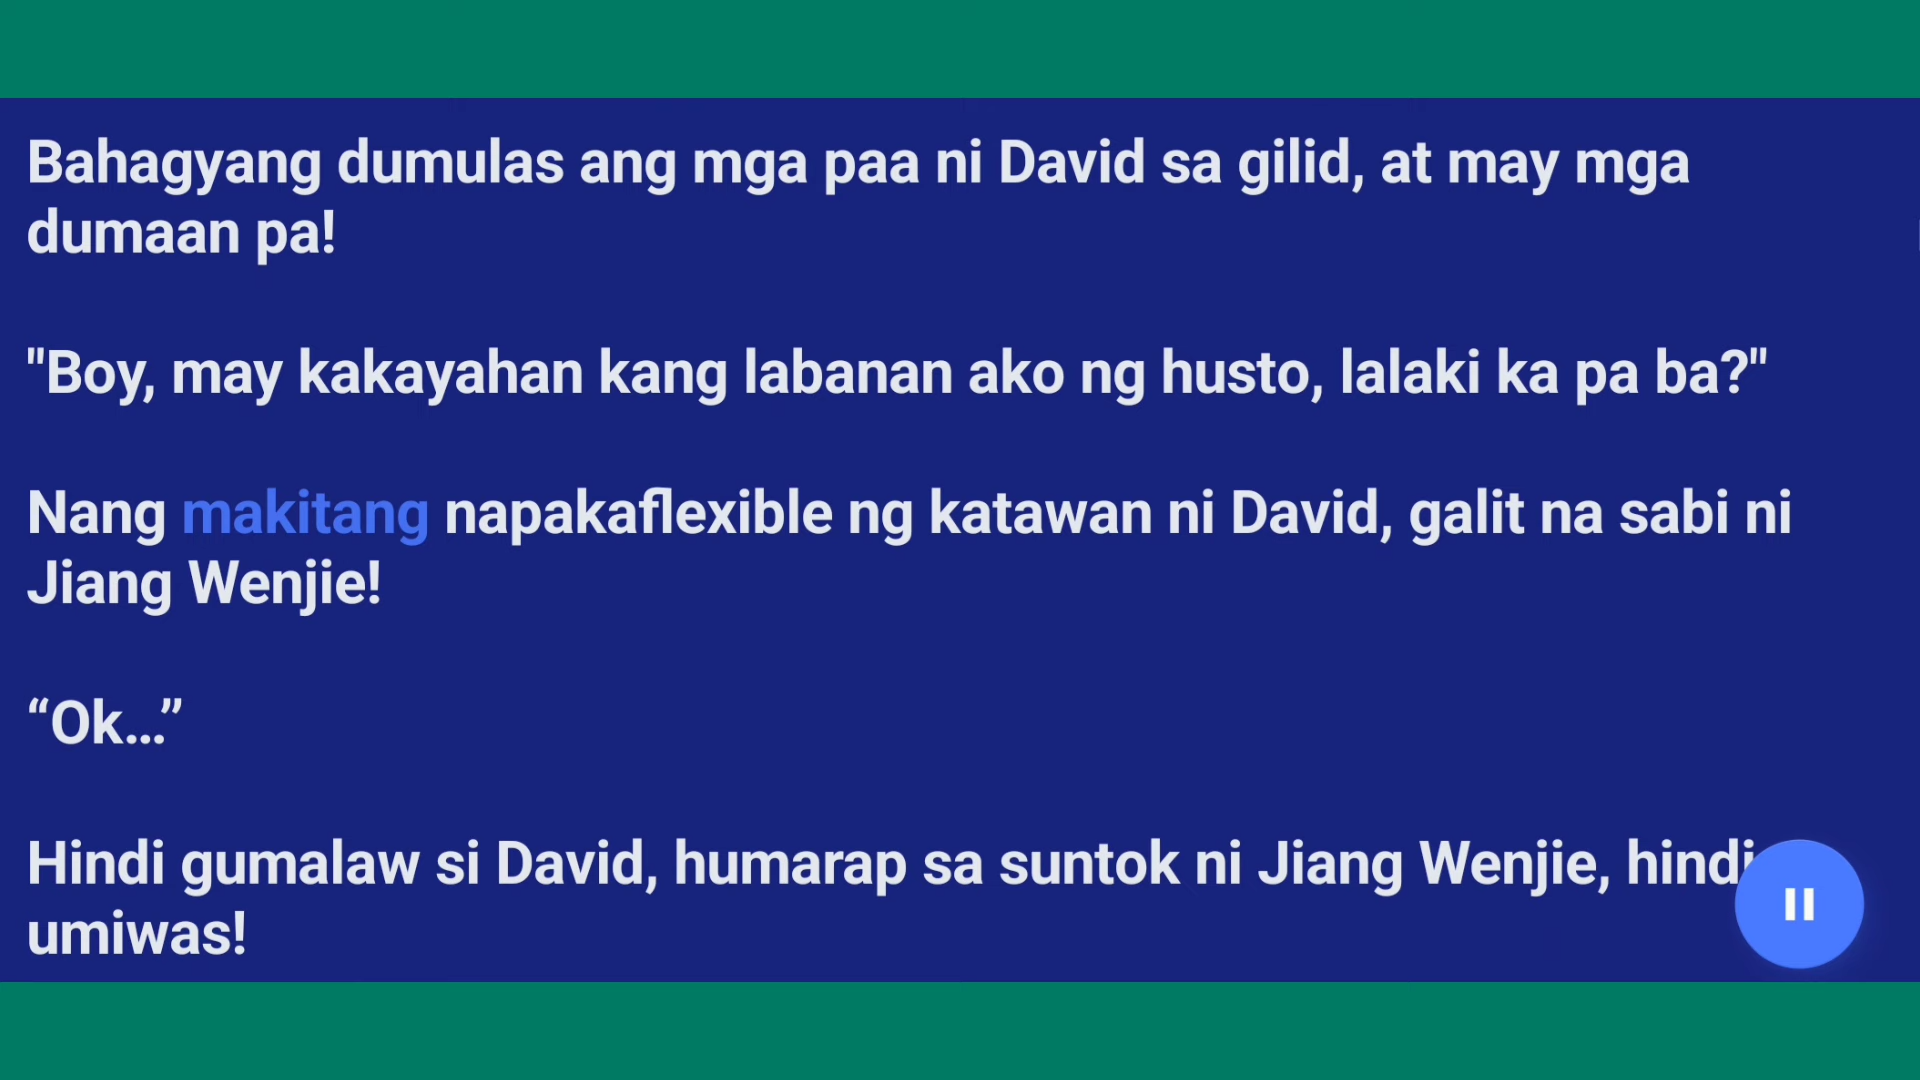 Bahagyang dumulas ang mga paa ni David sa gilid, at may mga
dumaan pa!
"Boy, may kakayahan kang labanan ako ng husto, lalaki ka pa ba?"
Nang makitang napakaflexible ng katawan ni David, galit na sabi ni
Jiang Wenjie!
“Ok...”
Hindi gumalaw si David, humarap sa suntok ni Jiang Wenjie, hindi
umiwas!